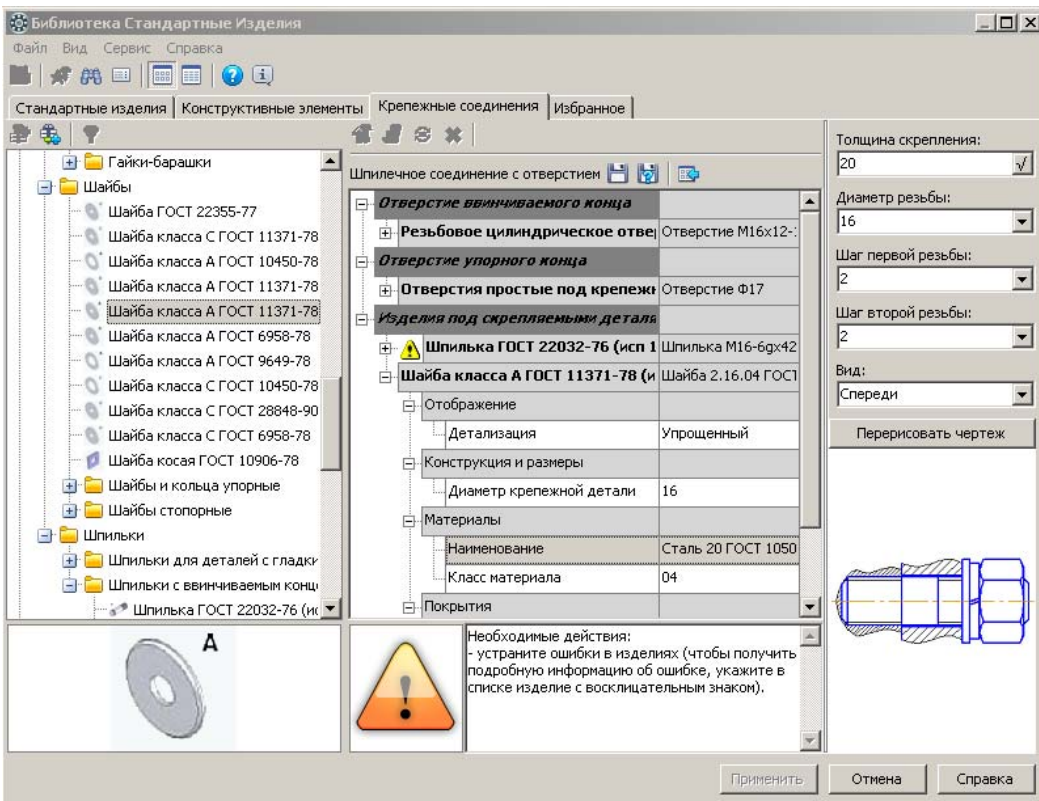 Библиотека Стандартные Изделия
Файл Вид Сервис Справка
Стандартные изделия Конструктивные элементы Крепежные соединения Избранное
Гайки-барашки
Шайбы
Шайба ГОСТ 22355-77
Шайба класса C ГОСТ 11371-78
Шайба класса A ГОСТ 10450-78
Шайба класса A ГОСТ 11371-78
Шайба класса A ГОСТ 11371-78
Шайба класса A ГОСТ 6958-78
Шайба класса A ГОСТ 9649-78
Шайба класса C ГОСТ 10450-78
Шайба класса C ГОСТ 28848-90
Шайба класса C ГОСТ 6958-78
Шайба косая ГОСТ 10906-78
Шайбы и кольца упорные
Шайбы стопорные
Шпильки
Шпильки для деталей с гладки
Шпильки с ввинчиваемым конц
Шпилька ГОСТ 22032-76 (ис
A
Шпилечное соединение с отверстием
Отверстие ввинчиваемого конца
Резьбовое цилиндрическое отве Отверстие М16х12-
Отверстие упорного конца
Отверстия простые под крепеж Отверстие Ф17
Изделия под скрепляемыми деталя
Шпилька ГОСТ 22032-76 (исп 1 Шпилька М16-6gх42
Шайба класса A ГОСТ 11371-78 (и Шайба 2.16.04 ГОСТ
Отображение
Детализация Упрощенный
Конструкция и размеры
Диаметр крепежной детали 16
Материалы
Наименование Сталь 20 ГОСТ 1050
Класс материала 04
Покрытия
Необходимые действия:
- устраните ошибки в изделиях (чтобы получить
подробную информацию об ошибке, укажите в
списке изделие с восклицательным знаком).
Толщина скрепления:
20
Диаметр резьбы:
16
Шаг первой резьбы:
2
Шаг второй резьбы:
2
Вид:
Спереди
Перерисовать чертеж
Применить Отмена Справка